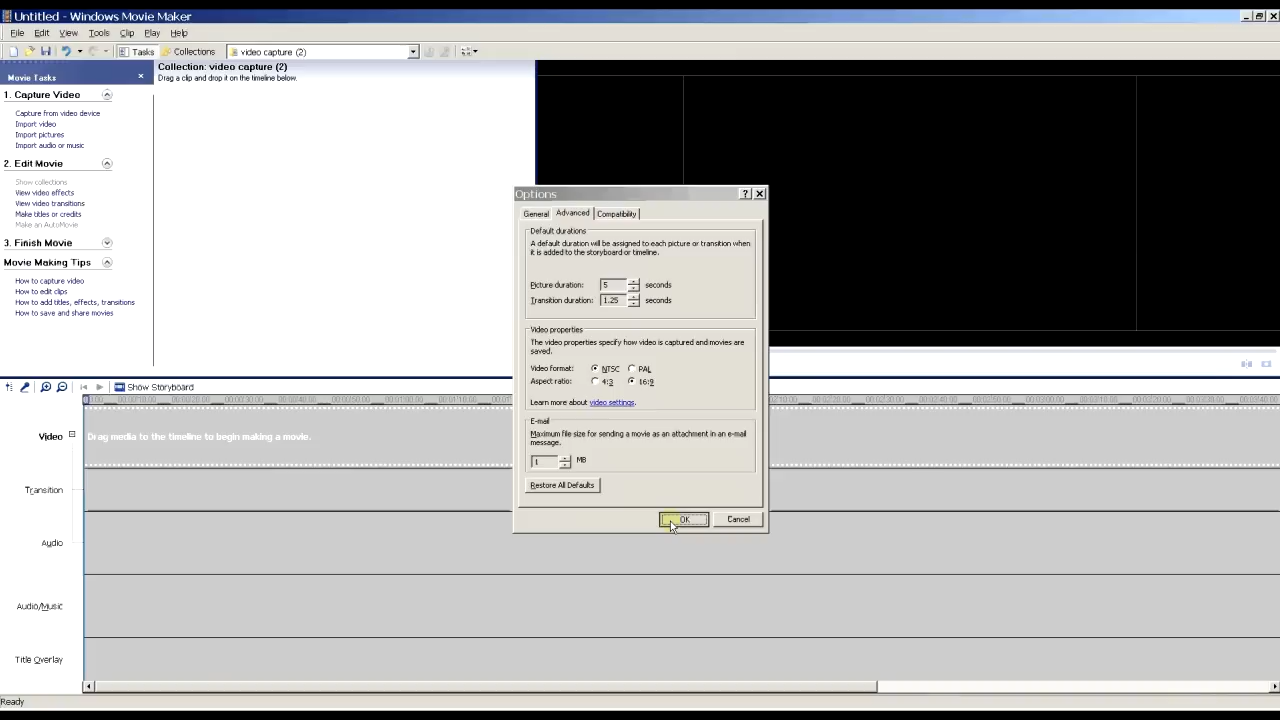 Untitled - Windows Movie Maker
File Edit View Tools Clip Play Help
Tasks Collections video capture (2)
Movie Tasks
Collection: video capture (2)
Drag a clip and drop it on the timeline below.
1. Capture Video
Capture from video device
Import video
Import pictures
Import audio or music
2. Edit Movie
Show collections
View video effects
View video transitions
Make titles or credits
Make an AutoMovie
3. Finish Movie
Movie Making Tips
How to capture video
How to edit clips
How to add titles, effects, transitions
How to save and share movies
Options
General Advanced Compatibility
Default durations
A default duration will be assigned to each picture or transition when
it is added to the storyboard or timeline.
Picture duration: 5 seconds
Transition duration: 1.25 seconds
Video properties
The video properties specify how video is captured and movies are
saved.
Video format: NTSC PAL
Aspect ratio: 4:3 16:9
Learn more about video settings.
E-mail
Maximum file size for sending a movie as an attachment in an e-mail
message.
1 MB
Restore All Defaults
OK Cancel
Show Storyboard
Video
Drag media to the timeline to begin making a movie.
Transition
Audio
Audio/Music
Title Overlay
Ready